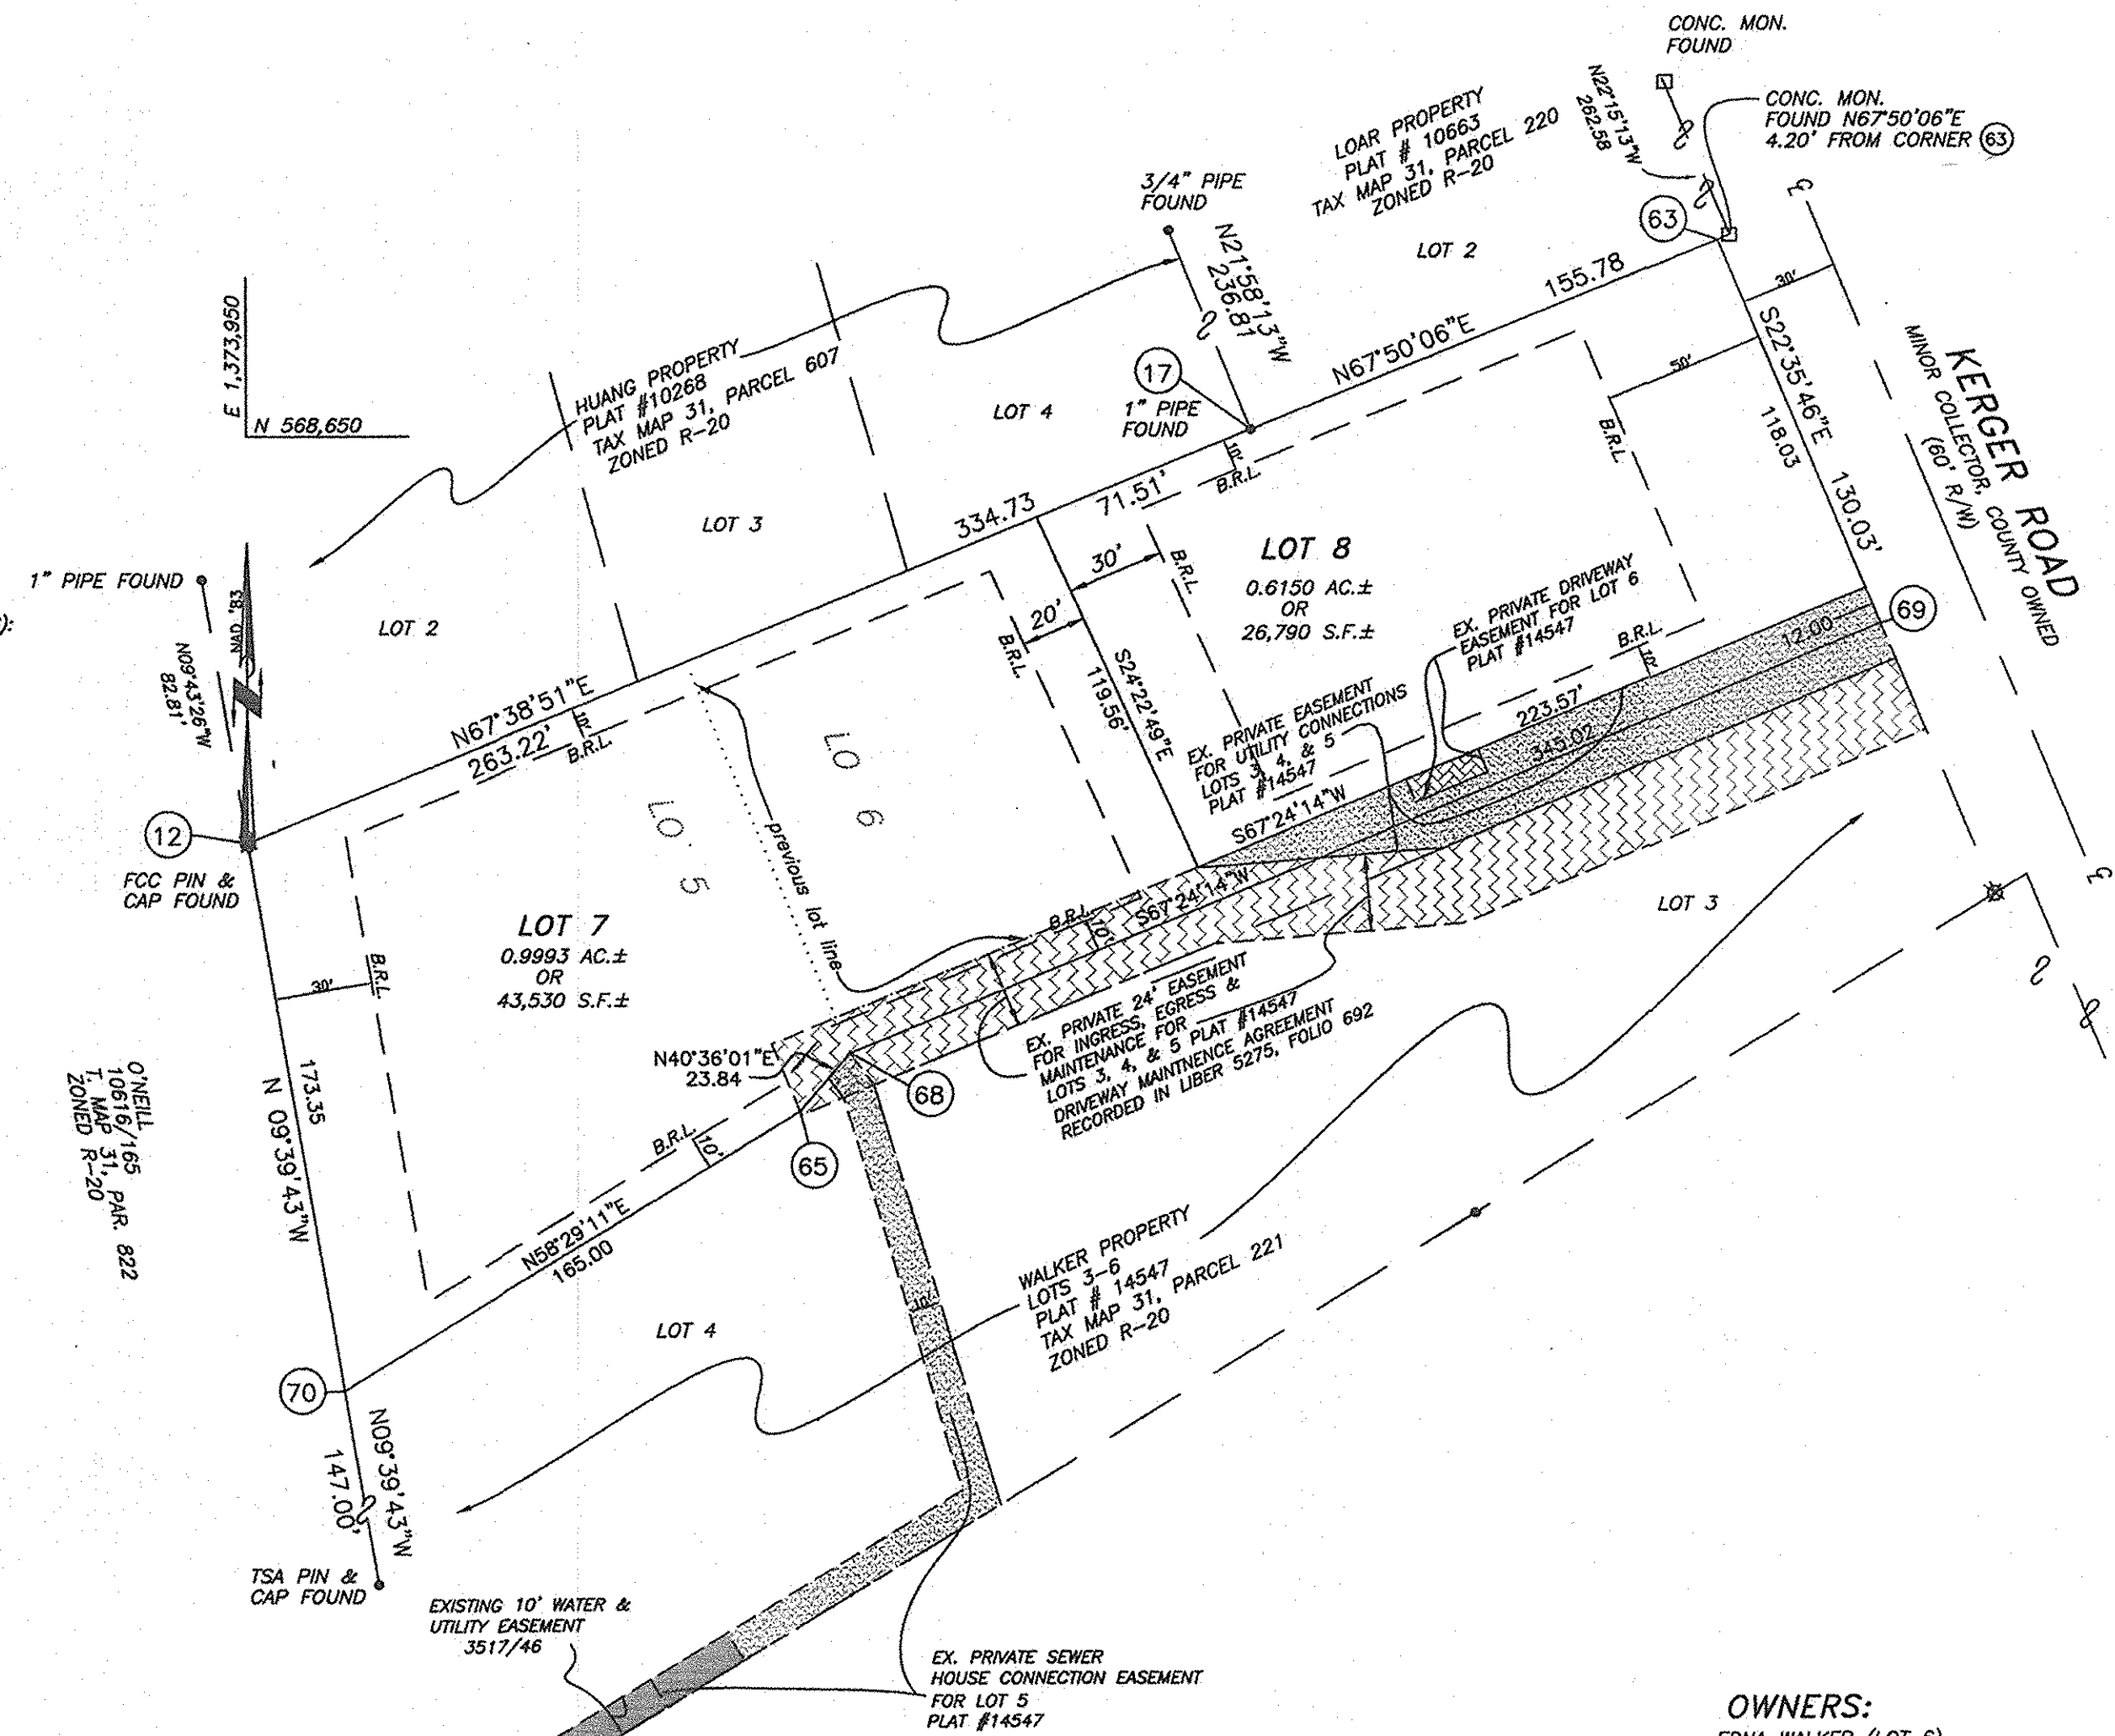 CONC. MON.
FOUND
CONC. MON.
FOUND N67°50'06"E
4.20' FROM CORNER 63
N22°15'13"W
262.58
LOAR PROPERTY
PLAT # 10663
TAX MAP 31, PARCEL 220
ZONED R-20
LOT 2
63
3/4" PIPE
FOUND
N21°58'13"W
236.81
155.78
N67°50'06"E
30'
50'
S22°35'46"E
118.03
130.03'
KERGER ROAD
MINOR COLLECTOR, COUNTY OWNED
(60' R/W)
E 1,373,950
N 568,650
HUANG PROPERTY
PLAT #10268
TAX MAP 31, PARCEL 607
ZONED R-20
LOT 4
17
1" PIPE
FOUND
10'
B.R.L.
B.R.L.
LOT 3
334.73
71.51'
1" PIPE FOUND
NAD '83
):
LOT 2
N09°43'26"W
82.81'
N67°38'51"E
263.22'
10'
B.R.L.
30'
20'
B.R.L.
B.R.L.
S24°22'49"E
119.56'
LOT 8
0.6150 AC.±
OR
26,790 S.F.±
EX. PRIVATE DRIVEWAY
EASEMENT FOR LOT 6
PLAT #14547
B.R.L.
10'
12.00
69
EX. PRIVATE EASEMENT
FOR UTILITY CONNECTIONS
LOTS 3, 4, & 5
PLAT #14547
223.57'
345.02
S67°24'14"W
S67°24'14"W
12
FCC PIN &
CAP FOUND
LO 5
LO 6
previous lot line
LOT 7
0.9993 AC.±
OR
43,530 S.F.±
B.R.L.
30'
B.R.L.
10'
LOT 3
EX. PRIVATE 24' EASEMENT
FOR INGRESS, EGRESS &
MAINTENANCE FOR
LOTS 3, 4, & 5 PLAT #14547
DRIVEWAY MAINTNENCE AGREEMENT
RECORDED IN LIBER 5275, FOLIO 692
N40°36'01"E
23.84
68
65
B.R.L.
10'
173.35
N 09°39'43"W
O'NEILL
10616/165
T. MAP 31, PAR. 822
ZONED R-20
N58°29'11"E
165.00
LOT 4
10'
WALKER PROPERTY
LOTS 3-6
PLAT # 14547
TAX MAP 31, PARCEL 221
ZONED R-20
70
N09°39'43"W
147.00'
TSA PIN &
CAP FOUND
EXISTING 10' WATER &
UTILITY EASEMENT
3517/46
EX. PRIVATE SEWER
HOUSE CONNECTION EASEMENT
FOR LOT 5
PLAT #14547
OWNERS:
EDNA WALKER (LOT 6)